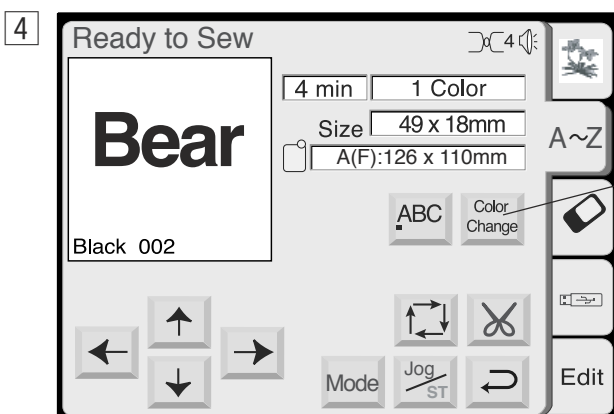 4
Ready to Sew
4
4 min
1 Color
Size
49 x 18mm
A(F):126 x 110mm
Bear
Black 002
ABC
Color
Change
A~Z
Mode
Jog
ST
Edit